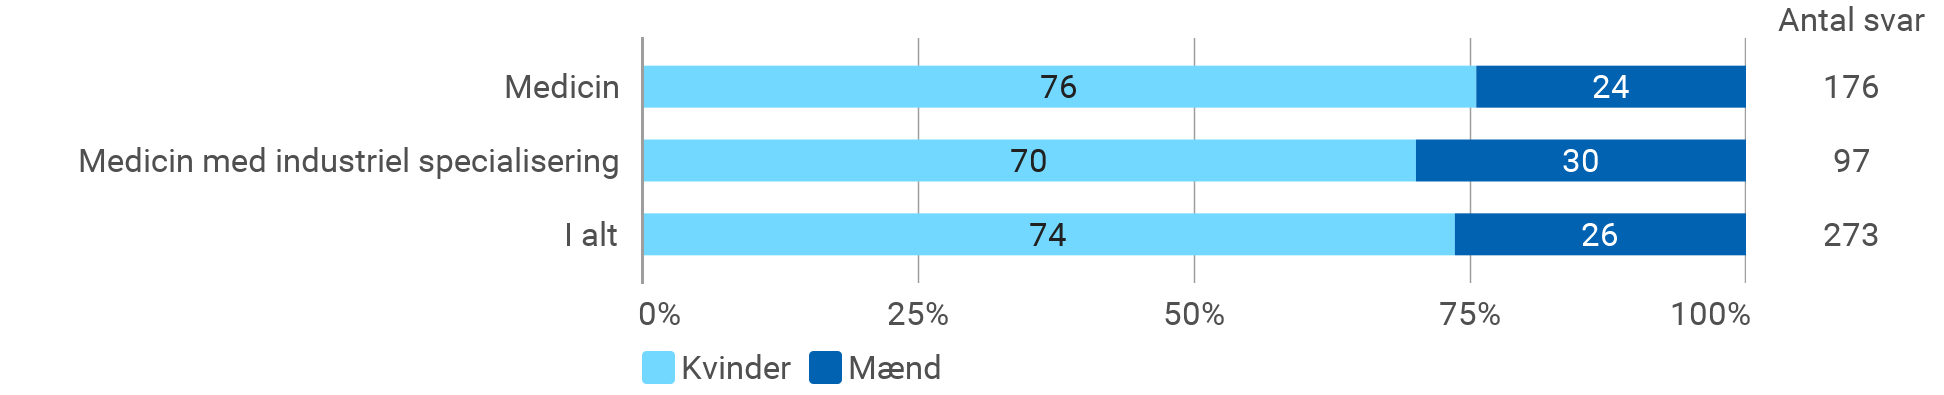 Antal svar
Medicin 76 24 176
Medicin med industriel specialisering 70 30 97
I alt 74 26 273
0% 25% 50% 75% 100%
Kvinder Mænd